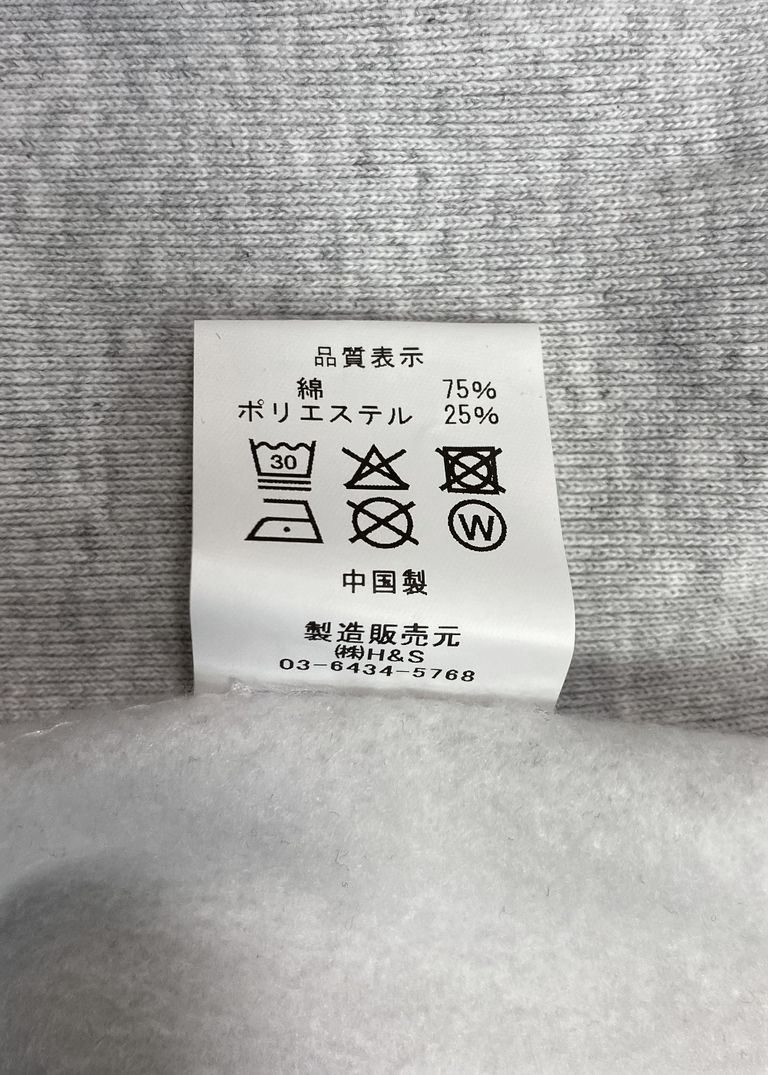 品質表示
綿 75%
ポリエステル 25%
30
W
中国製
製造販売元
㈱H&S
03-6434-5768